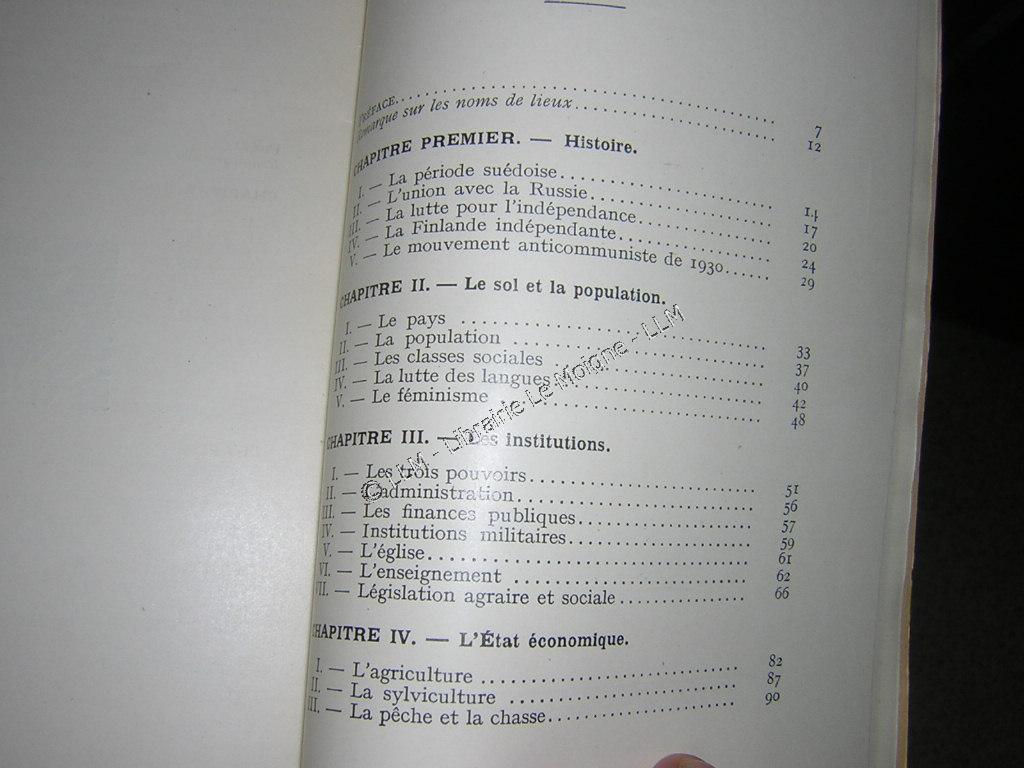 PRÉFACE........ 7
Remarque sur les noms de lieux........ 12
CHAPITRE PREMIER. — Histoire.
I. — La période suédoise........ 14
II. — L'union avec la Russie........ 17
III. — La lutte pour l'indépendance........ 20
IV. — La Finlande indépendante........ 24
V. — Le mouvement anticommuniste de 1930........ 29
CHAPITRE II. — Le sol et la population.
I. — Le pays ........ 33
II. — La population ........ 37
III. — Les classes sociales ........ 40
IV. — La lutte des langues ........ 42
V. — Le féminisme ........ 48
CHAPITRE III. — Les institutions.
I. — Les trois pouvoirs........ 51
II. — L'administration........ 56
III. — Les finances publiques........ 57
IV. — Institutions militaires........ 59
V. — L'église........ 61
VI. — L'enseignement ........ 62
VII. — Législation agraire et sociale........ 66
CHAPITRE IV. — L'État économique.
I. — L'agriculture ........ 82
II. — La sylviculture ........ 87
III. — La pêche et la chasse........ 90
© LLM - Librairie Le Moigne - LLM